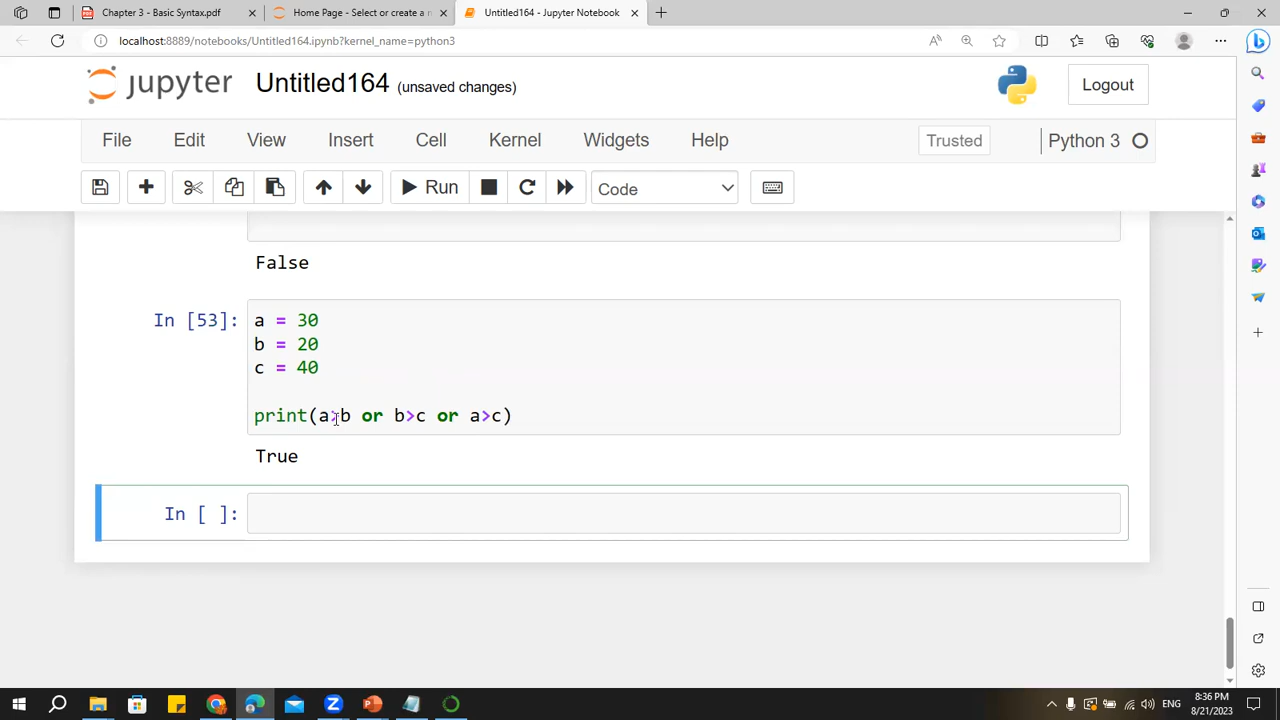 Chapter 3 - Basic Syntax.pdf
Home Page - Select or create a n
Untitled164 - Jupyter Notebook
localhost:8889/notebooks/Untitled164.ipynb?kernel_name=python3
jupyter Untitled164 (unsaved changes)
Logout
File Edit View Insert Cell Kernel Widgets Help
Trusted
Python 3
Run
Code
False
In [53]: a = 30
b = 20
c = 40
print(a>b or b>c or a>c)
True
In [ ]:
ENG
8:36 PM
8/21/2023